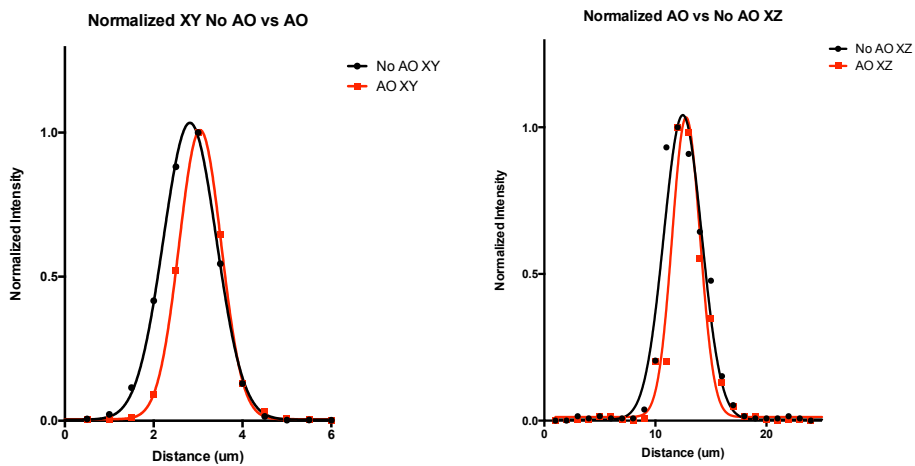 Normalized XY No AO vs AO
No AO XY
AO XY
Normalized Intensity
1.0
0.5
0.0
0
2
4
6
Distance (um)
Normalized AO vs No AO XZ
No AO XZ
AO XZ
Normalized Intensity
1.0
0.5
0.0
0
10
20
Distance (um)